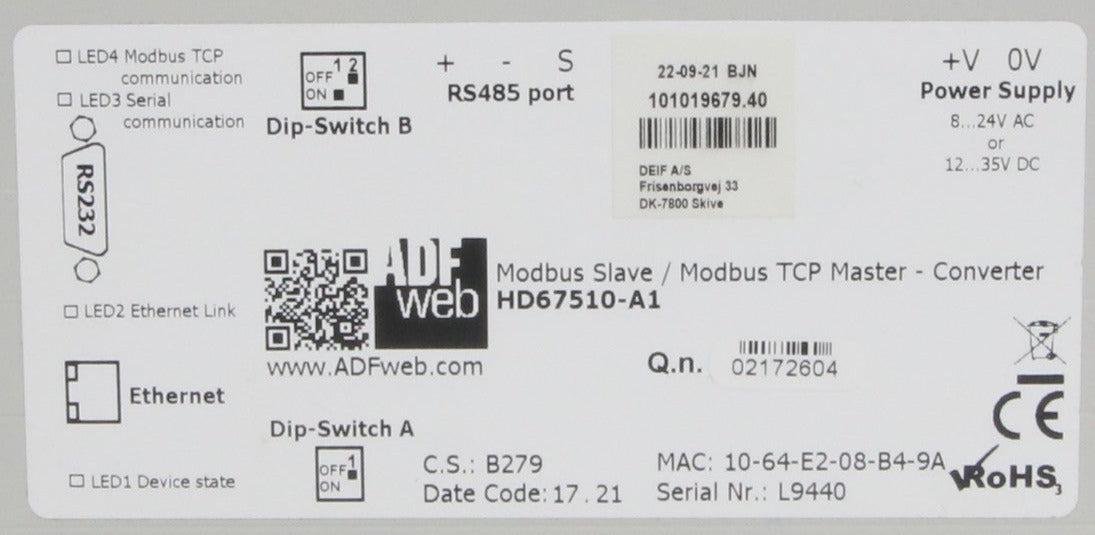 LED4 Modbus TCP
communication
LED3 Serial
communication
RS232
LED2 Ethernet Link
Ethernet
LED1 Device state
1 2
OFF
ON
Dip-Switch B
+ - S
RS485 port
22-09-21 BJN
101019679.40
DEIF A/S
Frisenborgvej 33
DK-7800 Skive
+V 0V
Power Supply
8...24V AC
or
12...35V DC
ADF
web
www.ADFweb.com
Modbus Slave / Modbus TCP Master - Converter
HD67510-A1
Q.n. 02172604
Dip-Switch A
1
OFF
ON
C.S.: B279
Date Code: 17.21
MAC: 10-64-E2-08-B4-9A
Serial Nr.: L9440
CE
RoHS3